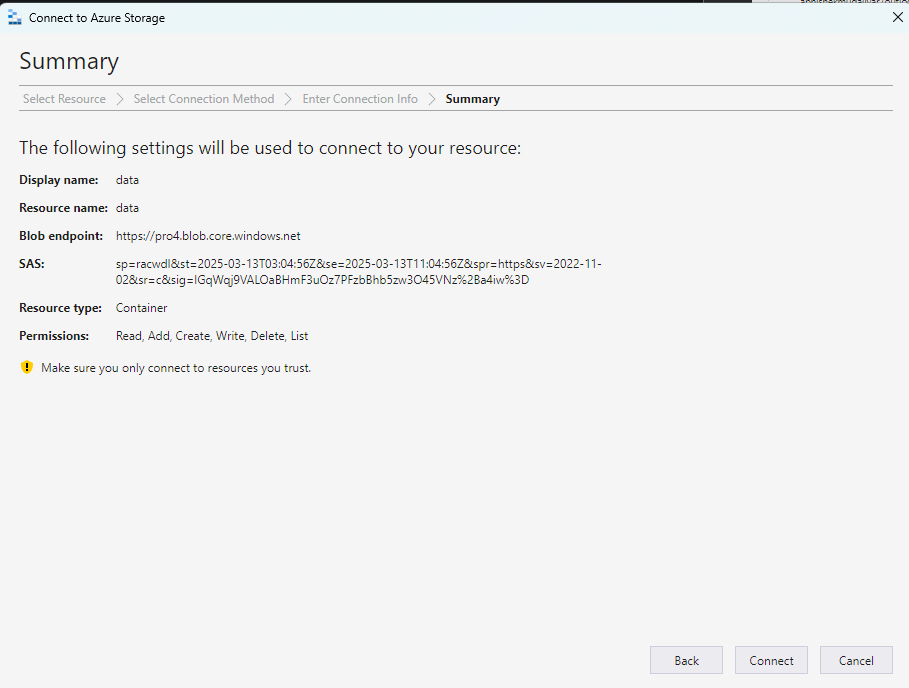 Connect to Azure Storage
Summary
Select Resource > Select Connection Method > Enter Connection Info > Summary
The following settings will be used to connect to your resource:
Display name: data
Resource name: data
Blob endpoint: https://pro4.blob.core.windows.net
SAS: sp=racwdl&st=2025-03-13T03:04:56Z&se=2025-03-13T11:04:56Z&spr=https&sv=2022-11-
02&sr=c&sig=IGqWqj9VALOaBHmF3uOz7PFzbBhb5zw3O45VNz%2Ba4iw%3D
Resource type: Container
Permissions: Read, Add, Create, Write, Delete, List
Make sure you only connect to resources you trust.
Back Connect Cancel